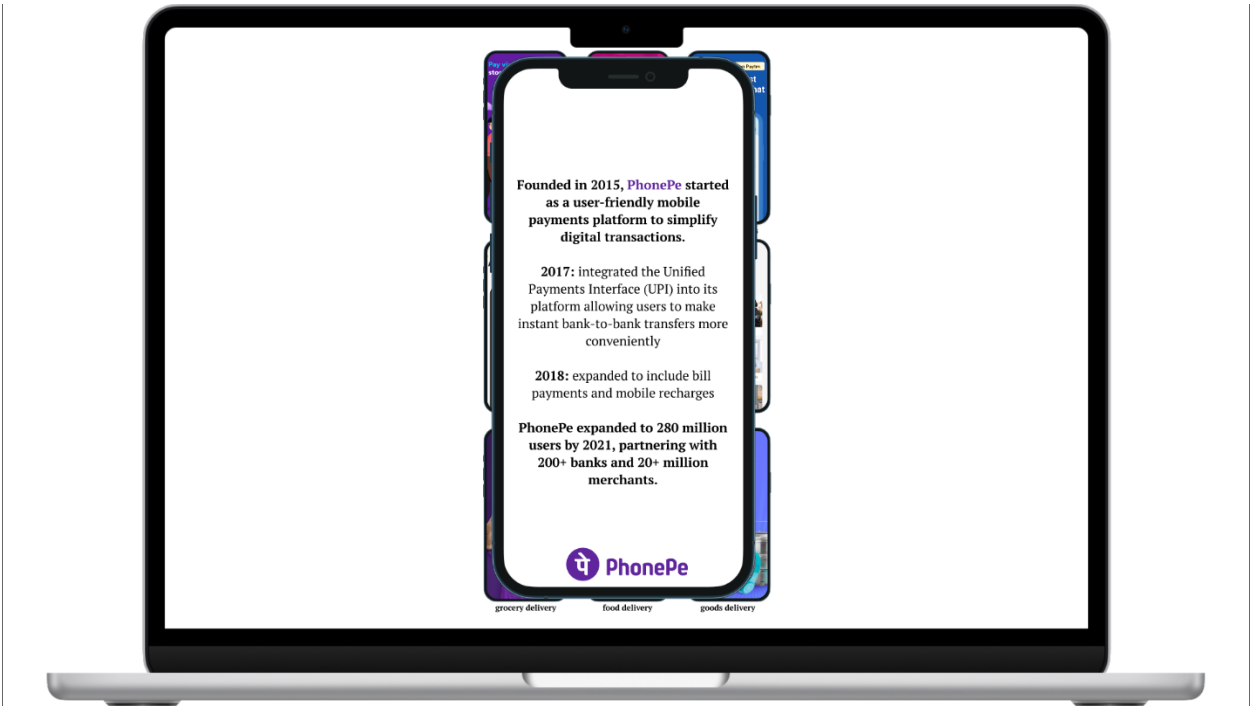 Pay
Paytm
Founded in 2015, PhonePe started
as a user-friendly mobile
payments platform to simplify
digital transactions.
2017: integrated the Unified
Payments Interface (UPI) into its
platform allowing users to make
instant bank-to-bank transfers more
conveniently
2018: expanded to include bill
payments and mobile recharges
PhonePe expanded to 280 million
users by 2021, partnering with
200+ banks and 20+ million
merchants.
पे PhonePe
grocery delivery food delivery goods delivery